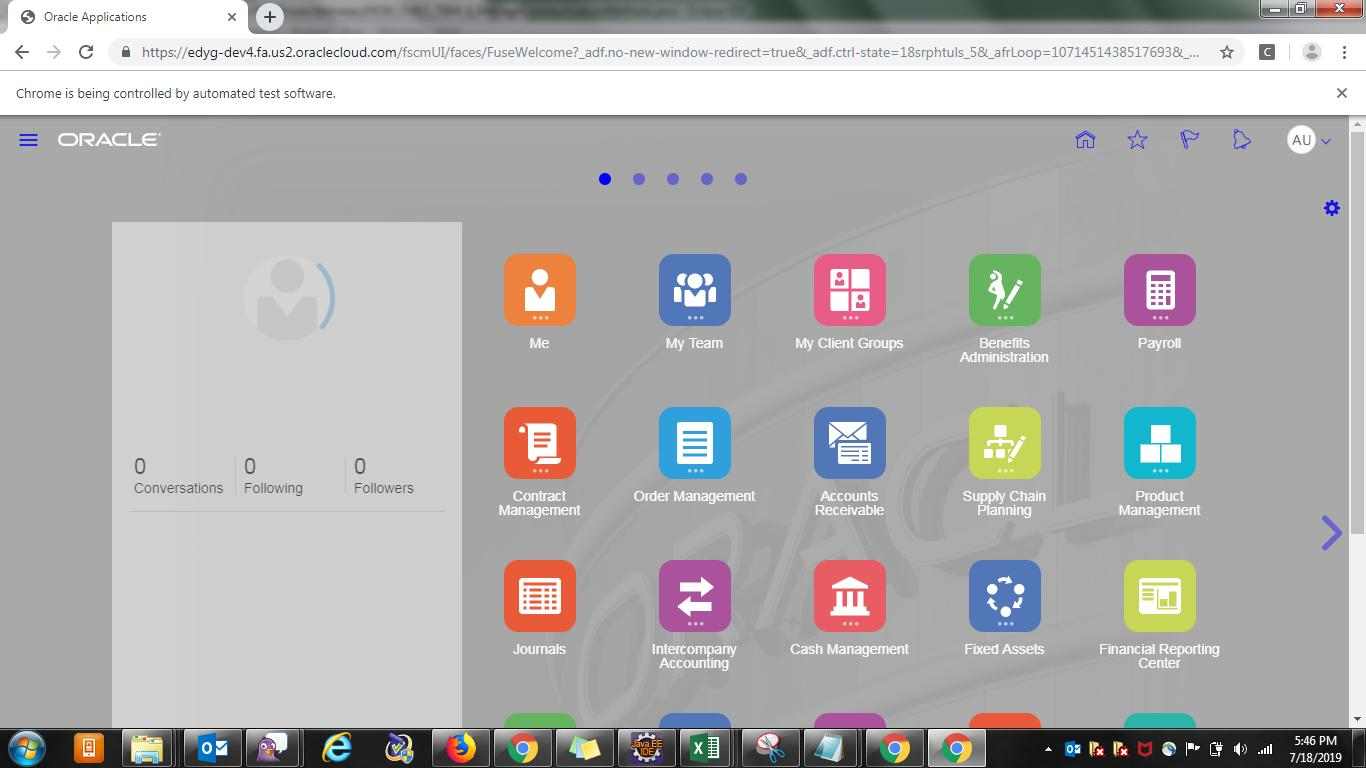 Oracle Applications
https://edyg-dev4.fa.us2.oraclecloud.com/fscmUI/faces/FuseWelcome?_adf.no-new-window-redirect=true&_adf.ctrl-state=18srphtuls_5&_afrLoop=1071451438517693&_...
C
Chrome is being controlled by automated test software.
ORACLE
AU
Me
My Team
My Client Groups
Benefits
Administration
Payroll
0
Conversations
0
Following
0
Followers
Contract
Management
Order Management
Accounts
Receivable
Supply Chain
Planning
Product
Management
Journals
Intercompany
Accounting
Cash Management
Fixed Assets
Financial Reporting
Center
ORACL
Java EE
IDE
5:46 PM
7/18/2019